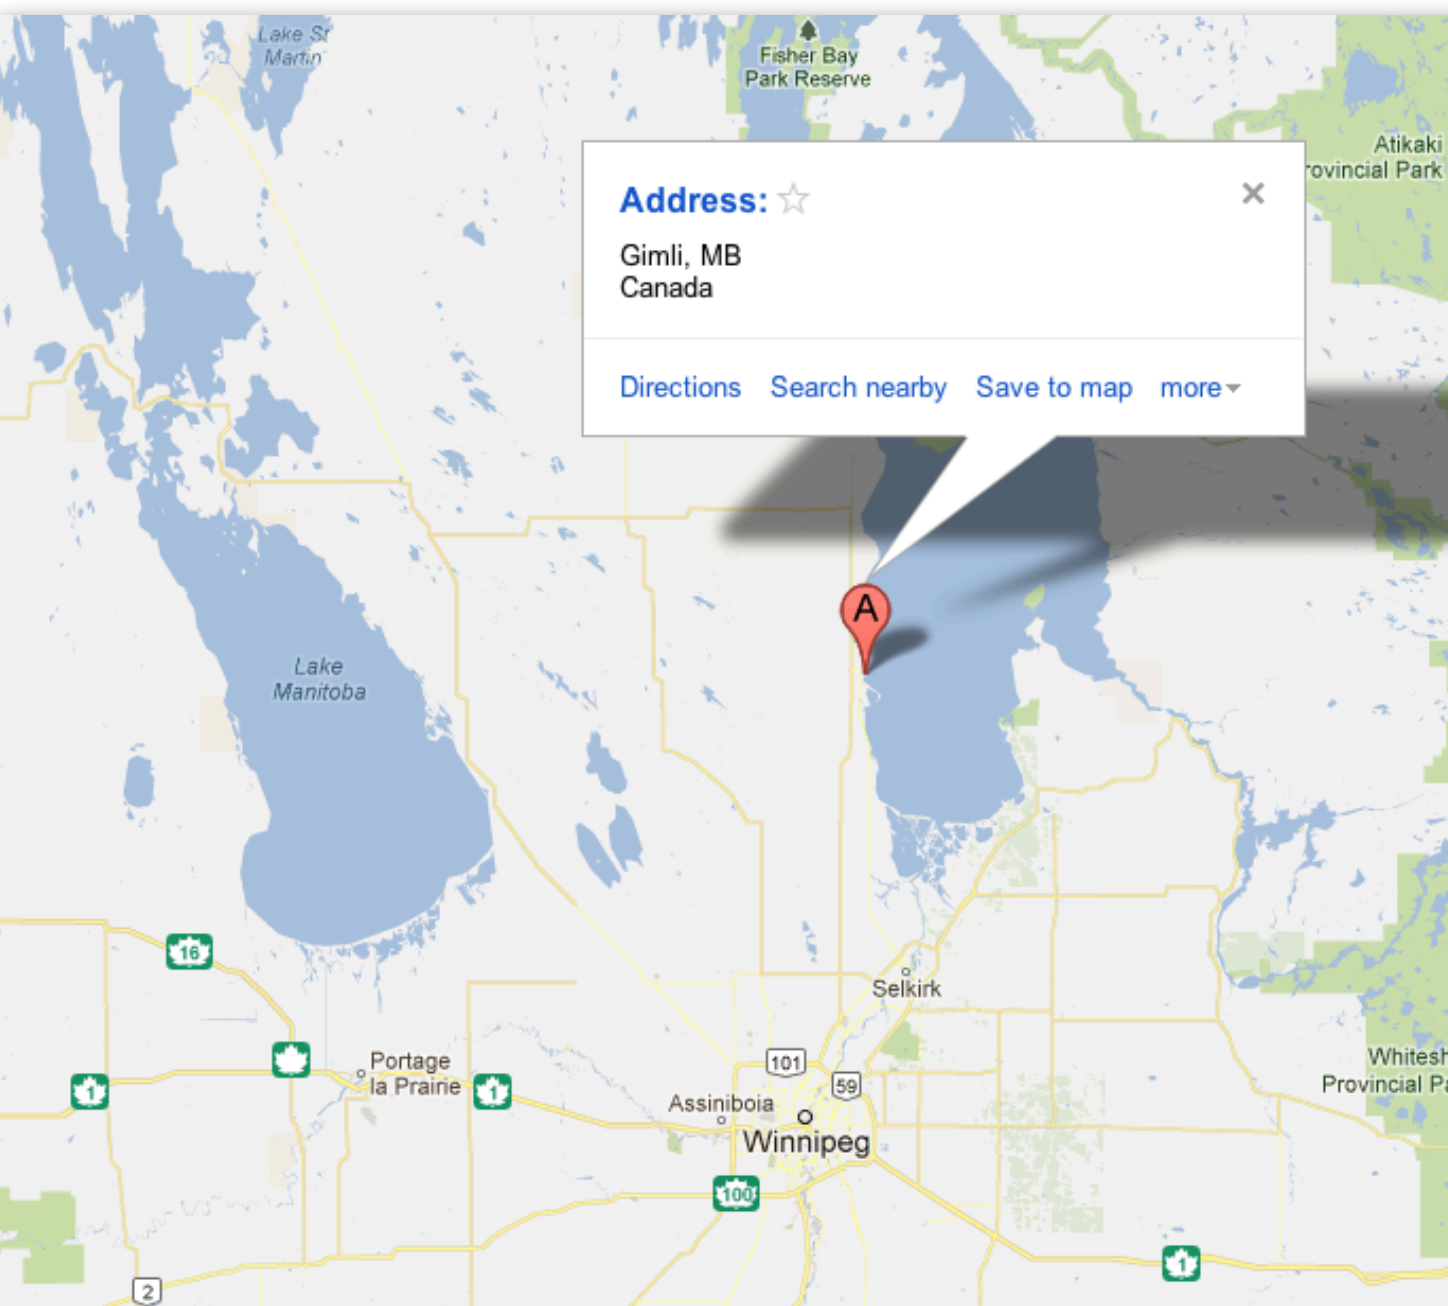 Lake St
Martin
Fisher Bay
Park Reserve
Atikaki
rovincial Park
Address:
Gimli, MB
Canada
Directions Search nearby Save to map more
A
Lake
Manitoba
16
Selkirk
101
59
Portage
la Prairie
1
1
Assiniboia
Winnipeg
Whitesh
Provincial Pa
100
1
2